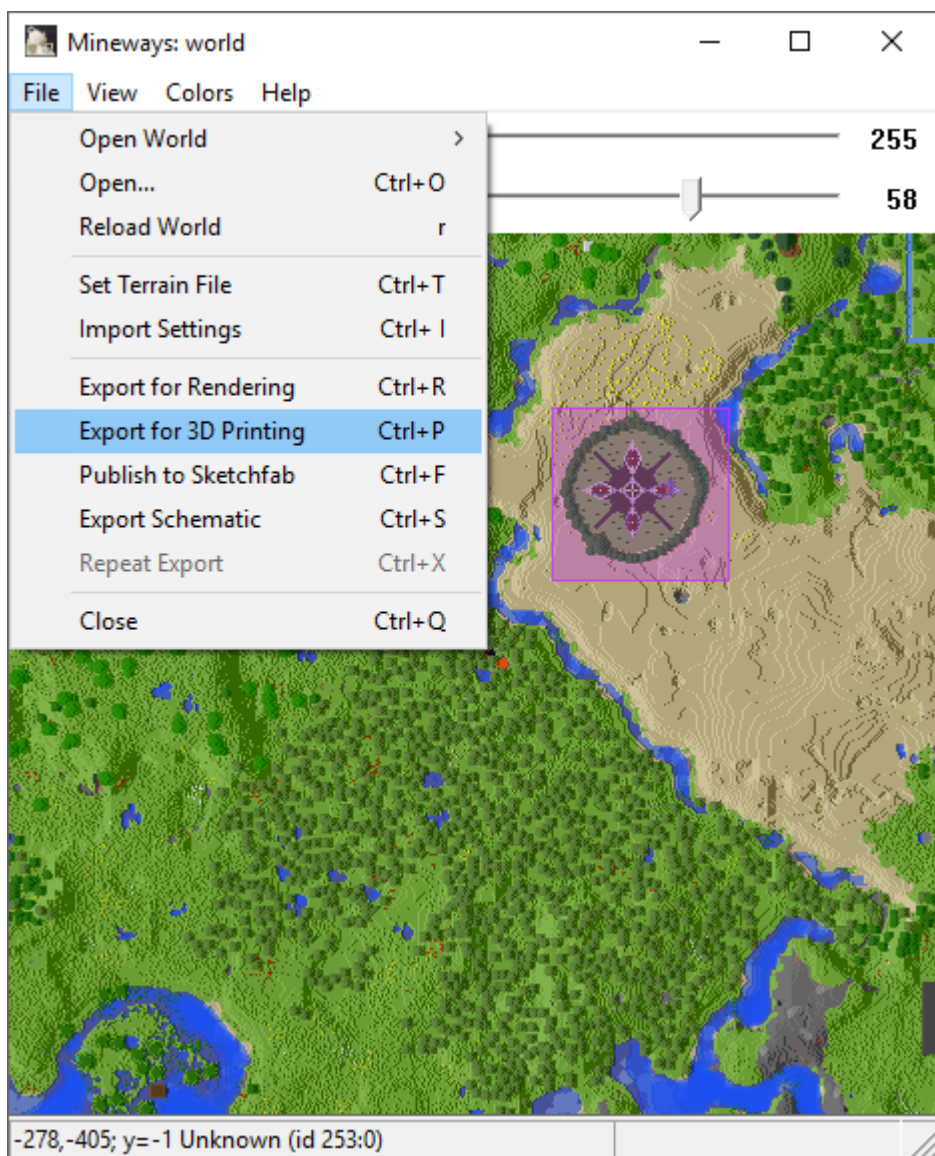 Mineways: world
File View Colors Help
Open World
Open... Ctrl+O
Reload World r
Set Terrain File Ctrl+T
Import Settings Ctrl+ I
Export for Rendering Ctrl+R
Export for 3D Printing Ctrl+P
Publish to Sketchfab Ctrl+F
Export Schematic Ctrl+S
Repeat Export Ctrl+X
Close Ctrl+Q
255
58
-278,-405; y=-1 Unknown (id 253:0)